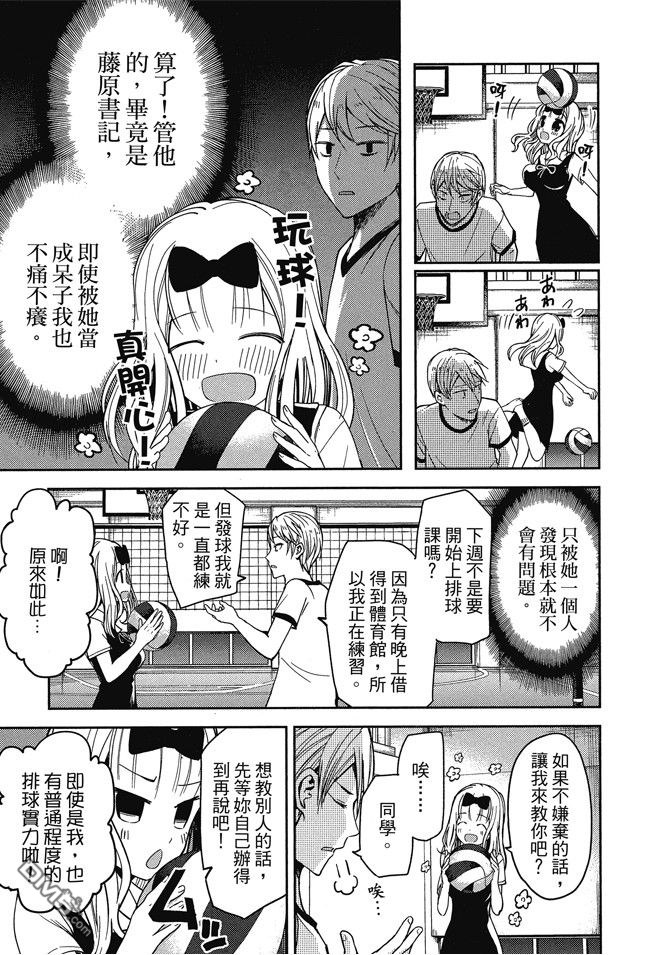 呀！
呀！
あわ
あわ
算了！管他
的，畢竟是
藤原書記，
即使被她當
成呆子我也
不痛不癢。
玩球！
真開心！
只被她一個人
發現根本就不
會有問題。
下週不是要
開始上排球
課嗎？
因為只有晚上借
得到體育館，所
以我正在練習。
但發球我就
是一直都練
不好。
啊！
原來如此…
如果不嫌棄的話，
讓我來教你吧？
唉…
同學。
唉…
想教別人的話，
先等妳自己辦得
到再說吧！
即使是我，也
有普通程度的
排球實力啦！
ムッ